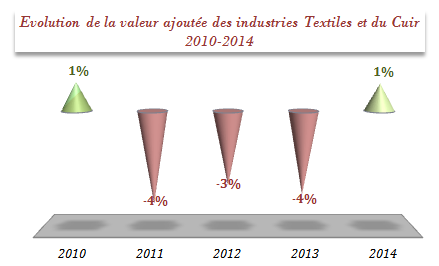 Evolution de la valeur ajoutée des industries Textiles et du Cuir
2010-2014
1% 1%
-4% -3% -4%
2010 2011 2012 2013 2014